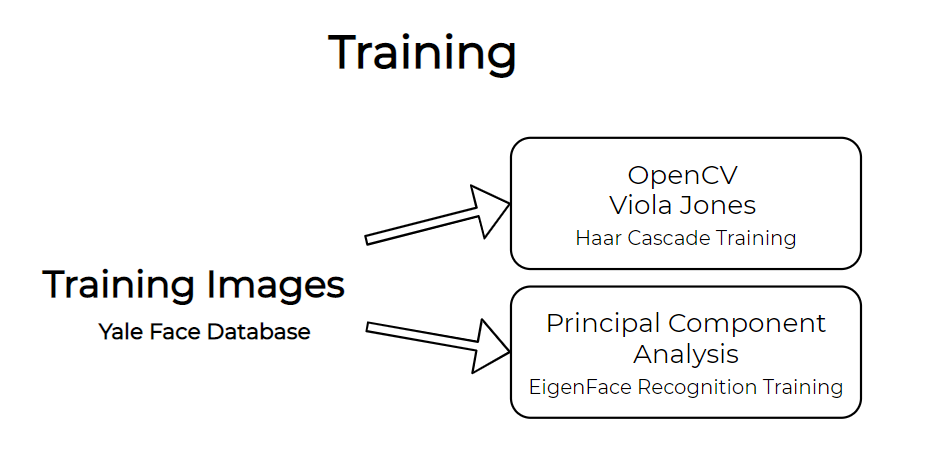 Training
Training Images
Yale Face Database
OpenCV
Viola Jones
Haar Cascade Training
Principal Component
Analysis
EigenFace Recognition Training